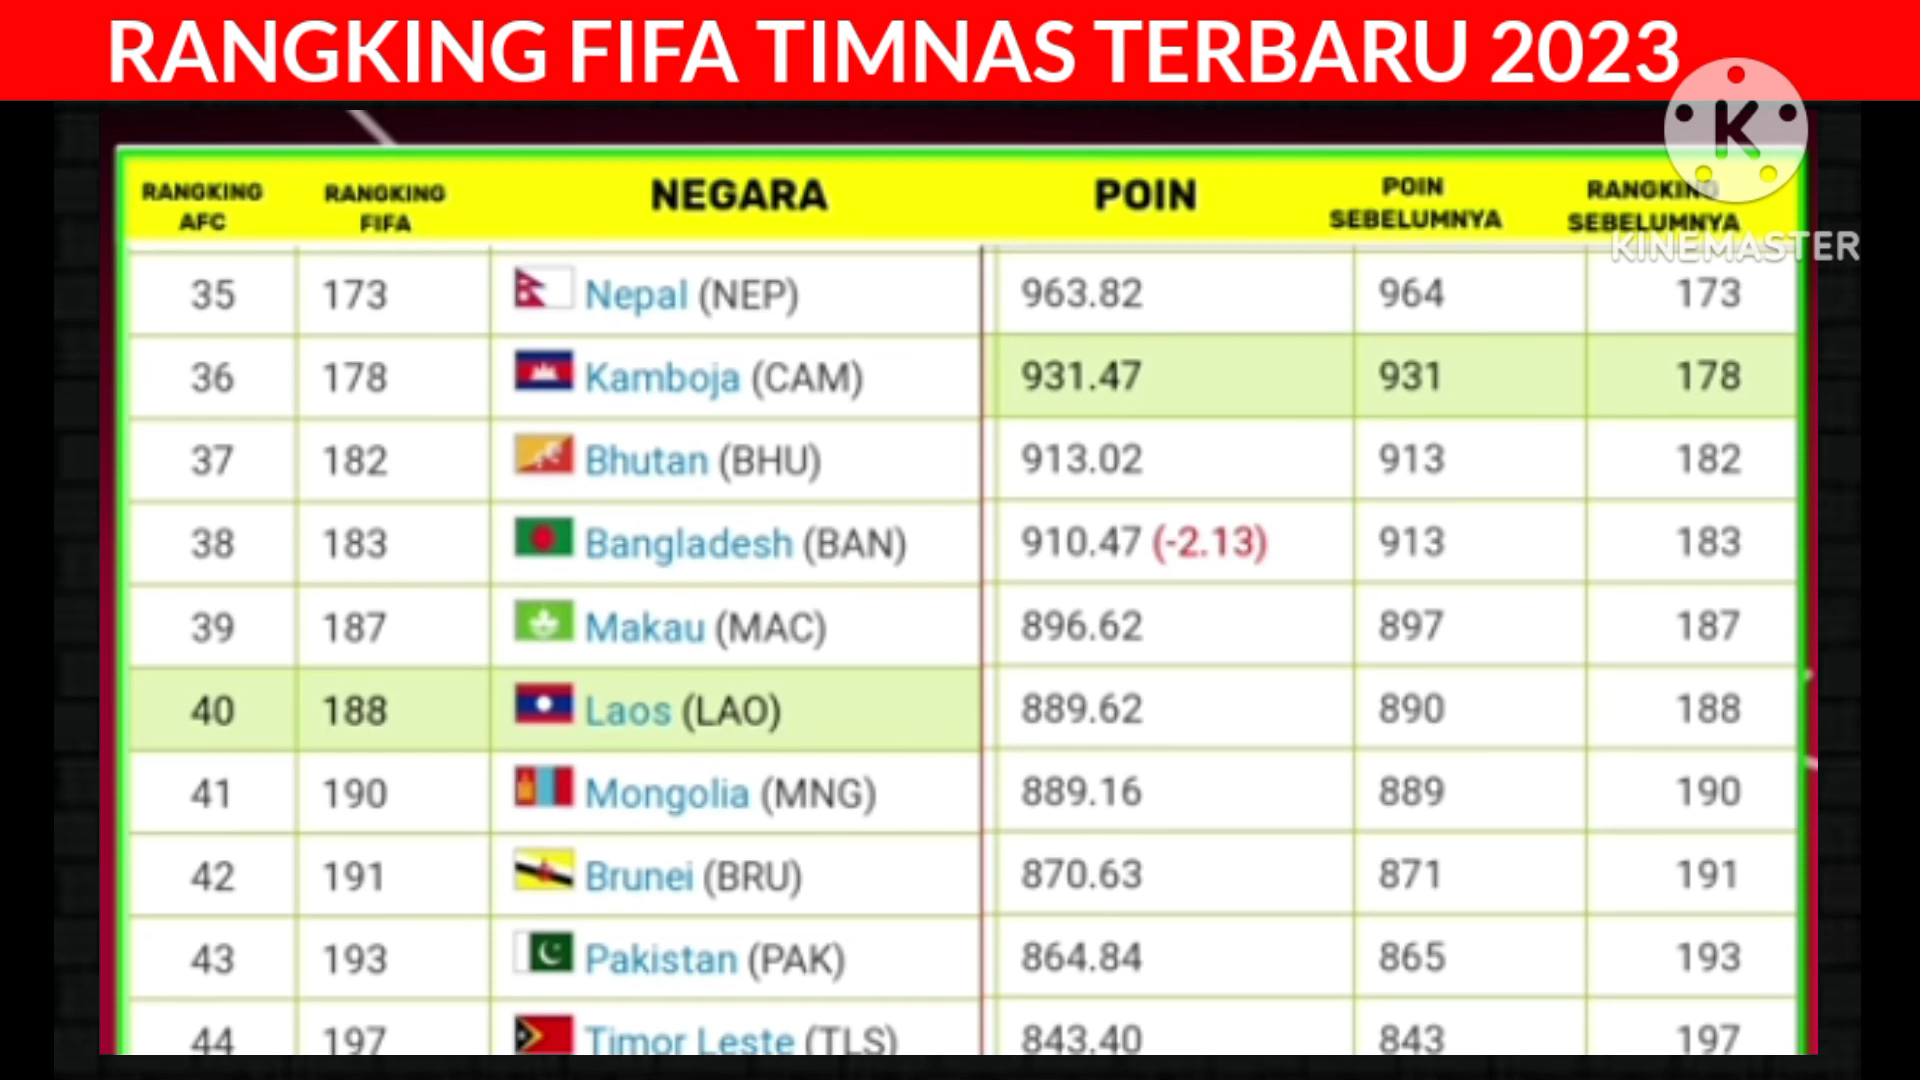 RANGKING FIFA TIMNAS TERBARU 2023
K
KINEMASTER
RANGKING AFC RANGKING FIFA NEGARA POIN POIN SEBELUMNYA RANGKING SEBELUMNYA
35 173 Nepal (NEP) 963.82 964 173
36 178 Kamboja (CAM) 931.47 931 178
37 182 Bhutan (BHU) 913.02 913 182
38 183 Bangladesh (BAN) 910.47 (-2.13) 913 183
39 187 Makau (MAC) 896.62 897 187
40 188 Laos (LAO) 889.62 890 188
41 190 Mongolia (MNG) 889.16 889 190
42 191 Brunei (BRU) 870.63 871 191
43 193 Pakistan (PAK) 864.84 865 193
44 197 Timor Leste (TLS) 843.40 843 197